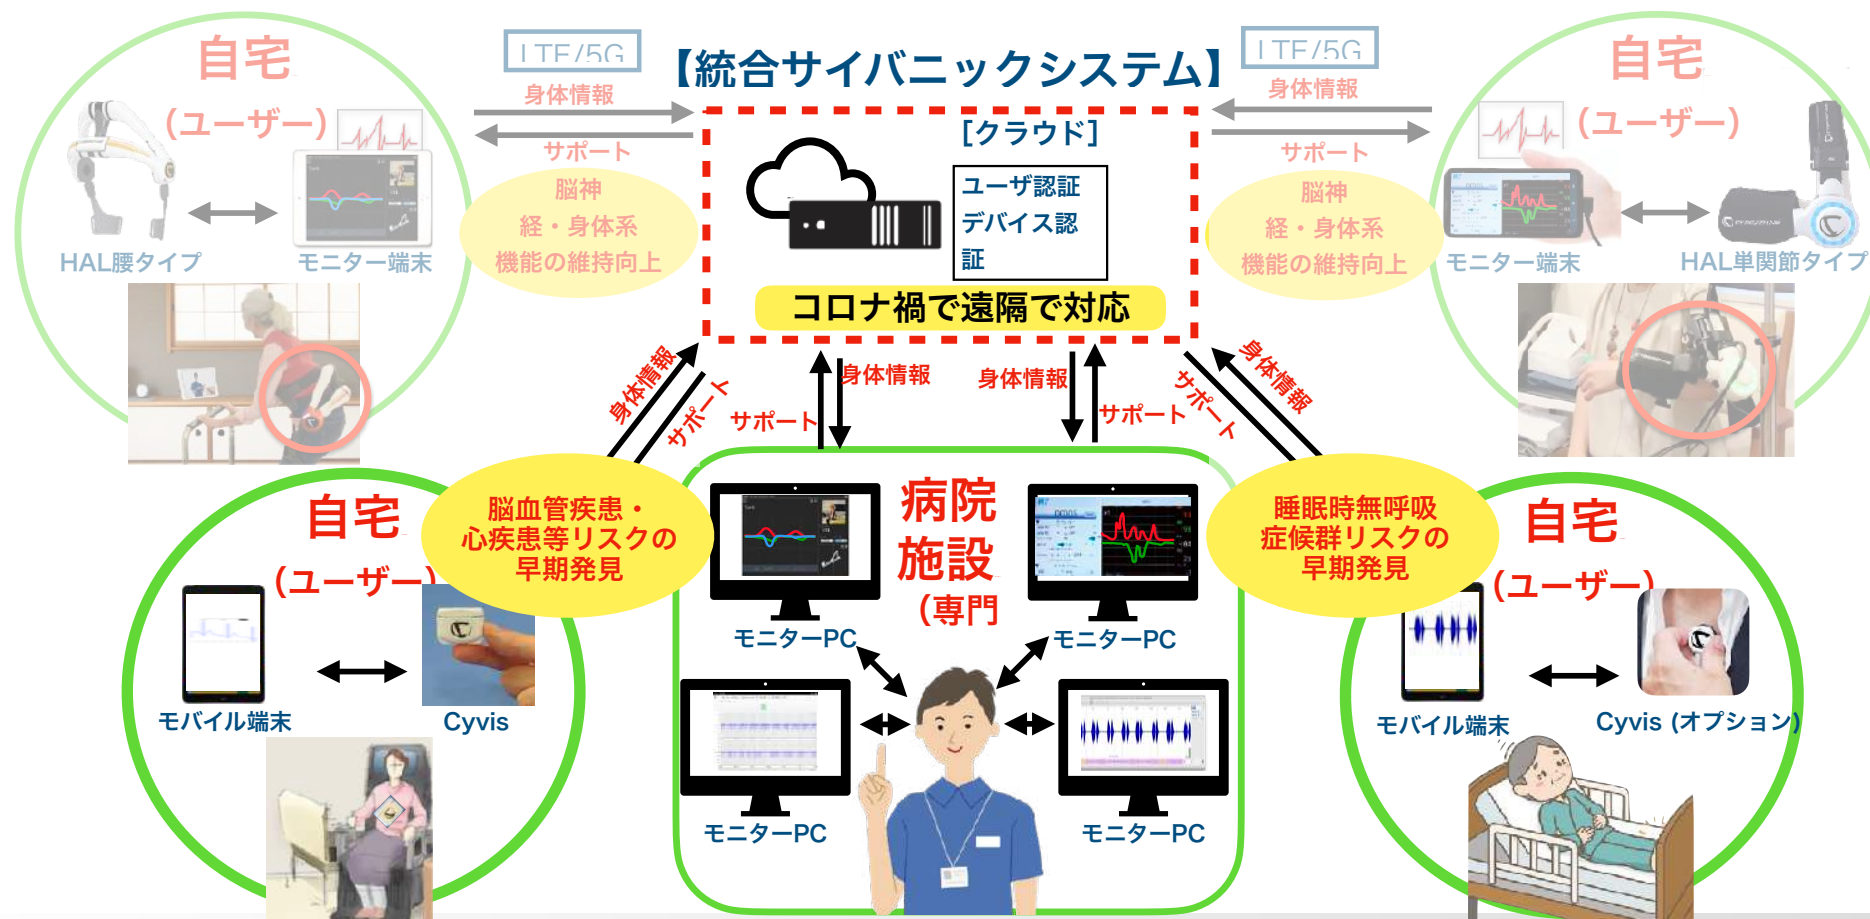 【統合サイバニックシステム】
LTE/5G
身体情報
サポート
脳神
経・身体系
機能の維持向上
自宅
(ユーザー)
HAL腰タイプ
モニター端末
[クラウド]
ユーザ認証
デバイス認
証
コロナ禍で遠隔で対応
LTE/5G
身体情報
サポート
脳神
経・身体系
機能の維持向上
自宅
(ユーザー)
モニター端末
HAL単関節タイプ
身体情報
サポート
サポート
身体情報
身体情報
サポート
サポート
身体情報
自宅
(ユーザー)
脳血管疾患・
心疾患等リスクの
早期発見
モバイル端末
Cyvis
病院
施設
(専門
モニターPC
モニターPC
モニターPC
モニターPC
睡眠時無呼吸
症候群リスクの
早期発見
自宅
(ユーザー)
モバイル端末
Cyvis (オプション)